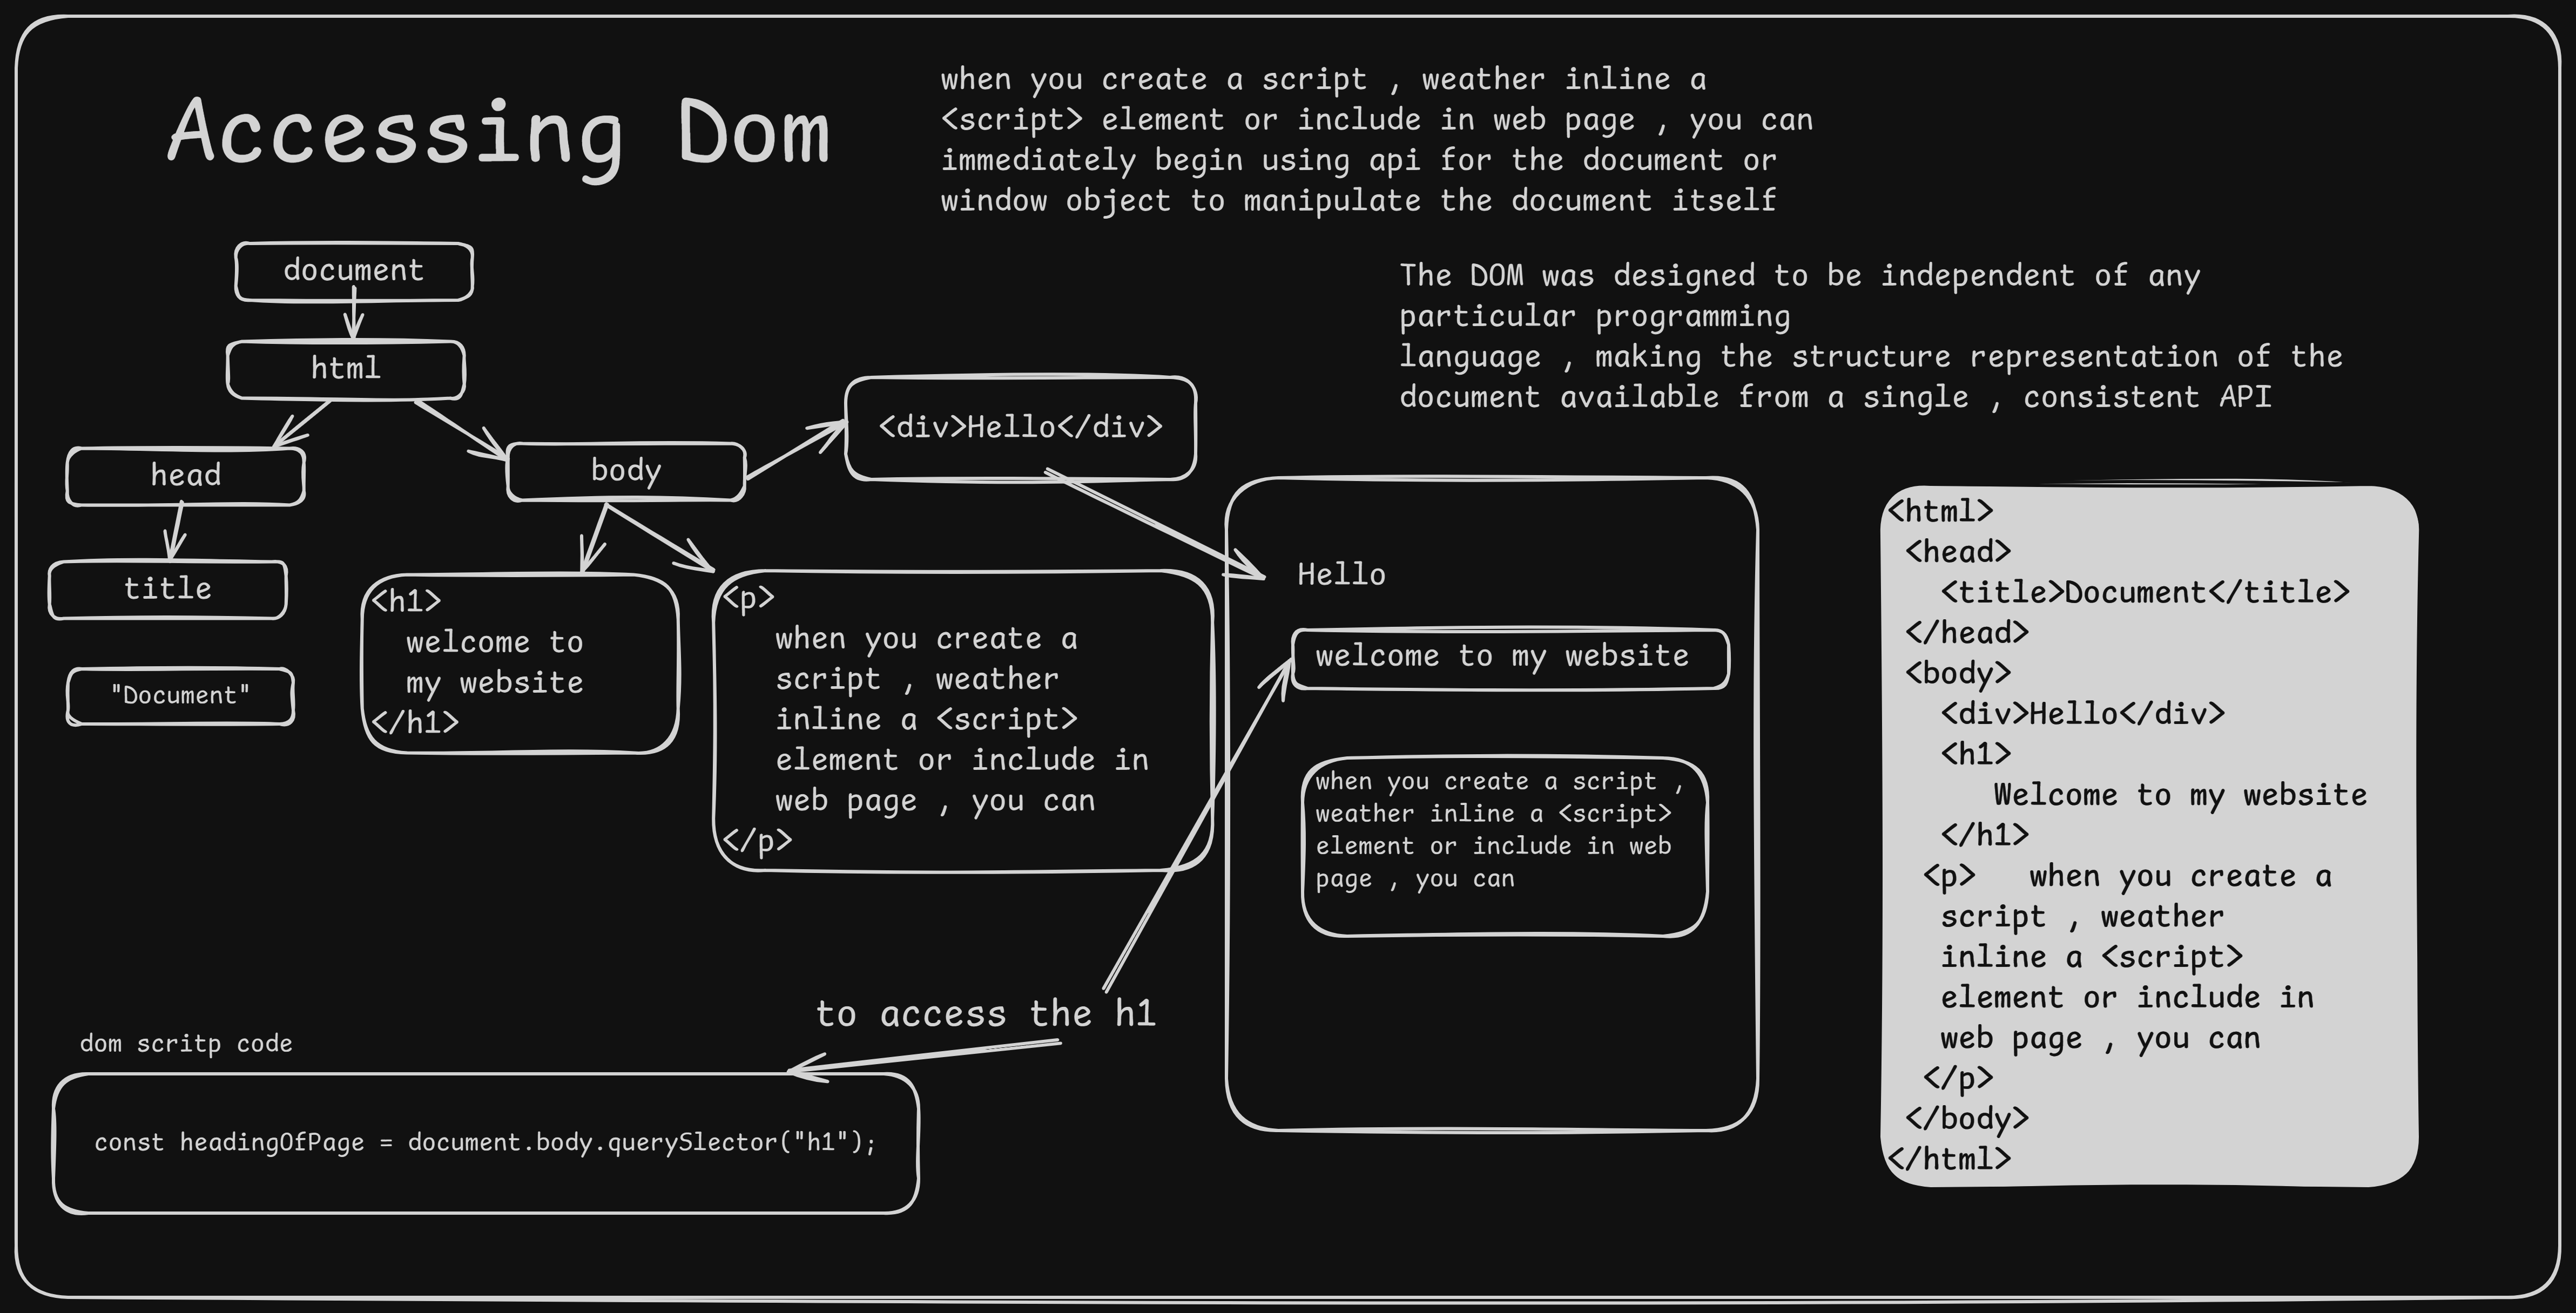 Accessing Dom
when you create a script , weather inline a
<script> element or include in web page , you can
immediately begin using api for the document or
window object to manipulate the document itself
The DOM was designed to be independent of any
particular programming
language , making the structure representation of the
document available from a single , consistent API
document
html
head
body
<div>Hello</div>
title
"Document"
<h1>
welcome to
my website
</h1>
<p>
when you create a
script , weather
inline a <script>
element or include in
web page , you can
</p>
Hello
welcome to my website
when you create a script ,
weather inline a <script>
element or include in web
page , you can
<html>
<head>
<title>Document</title>
</head>
<body>
<div>Hello</div>
<h1>
Welcome to my website
</h1>
<p> when you create a
script , weather
inline a <script>
element or include in
web page , you can
</p>
</body>
</html>
to access the h1
dom scritp code
const headingOfPage = document.body.querySlector("h1");